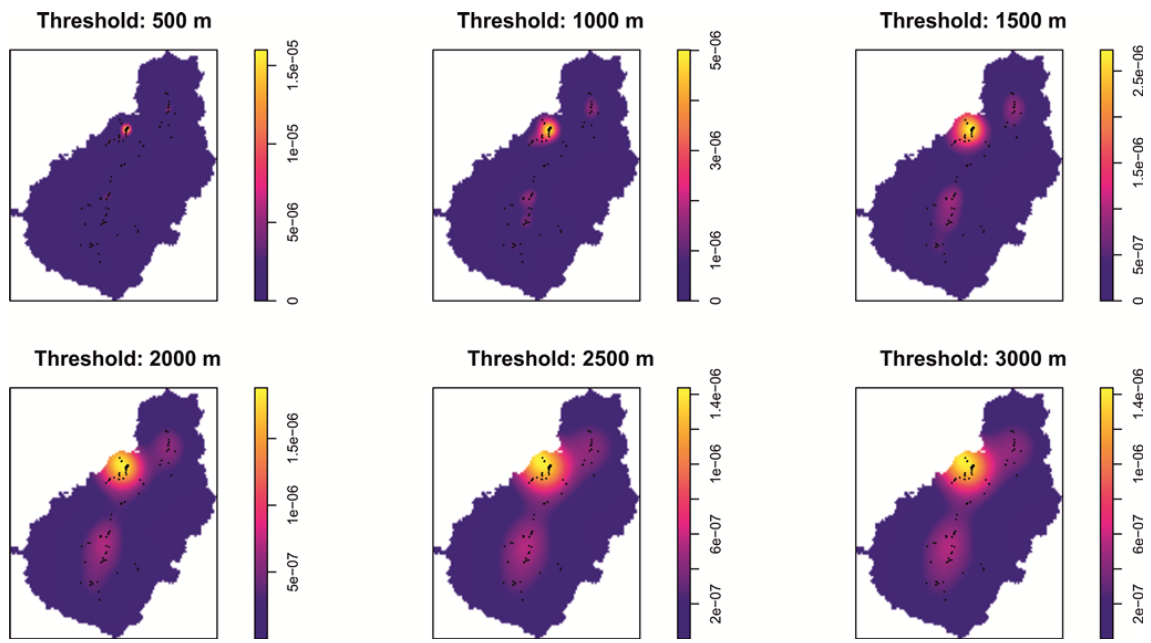 Threshold: 500 m
1.5e−05
1e−05
5e−06
0
Threshold: 1000 m
5e−06
3e−06
1e−06
0
Threshold: 1500 m
2.5e−06
1.5e−06
5e−07
0
Threshold: 2000 m
1.5e−06
1e−06
5e−07
Threshold: 2500 m
1.4e−06
1e−06
6e−07
2e−07
Threshold: 3000 m
1.4e−06
1e−06
6e−07
2e−07